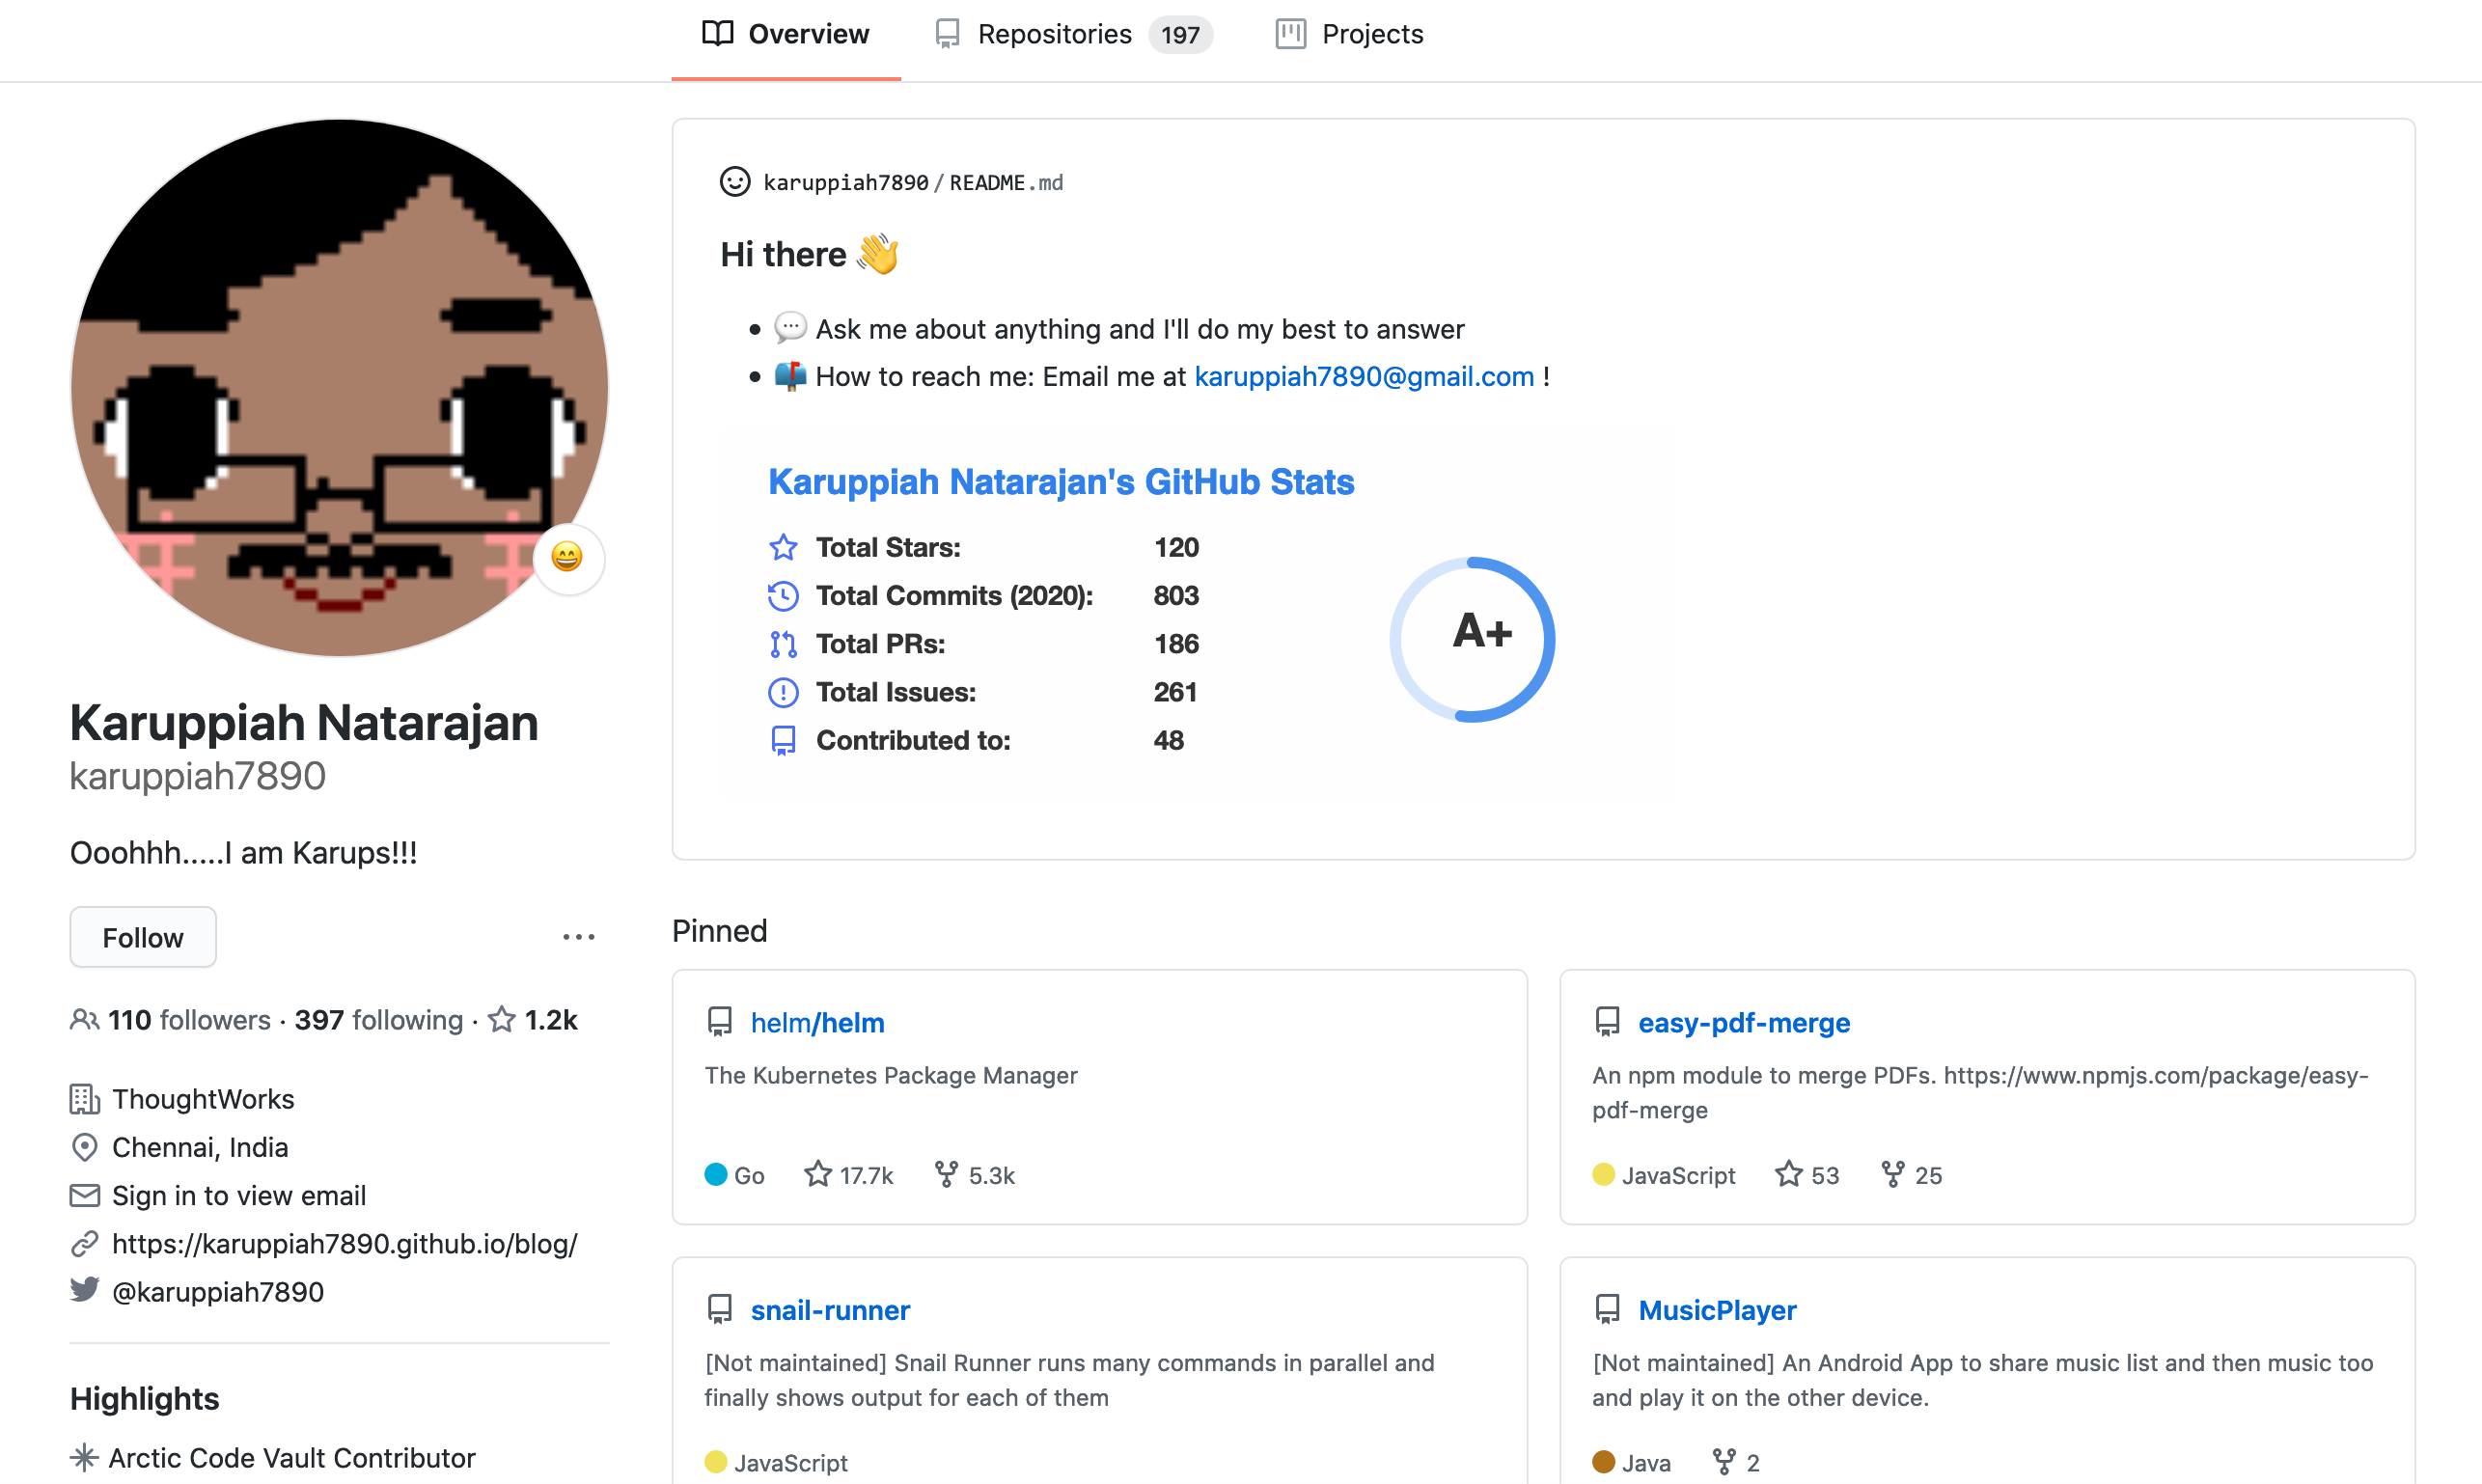 Overview
Repositories 197
Projects
karuppiah7890/README.md
Hi there 👋
💬 Ask me about anything and I'll do my best to answer
📫 How to reach me: Email me at karuppiah7890@gmail.com !
Karuppiah Natarajan's GitHub Stats
Total Stars: 120
Total Commits (2020): 803
Total PRs: 186
Total Issues: 261
Contributed to: 48
A+
Karuppiah Natarajan
karuppiah7890
Ooohhh.....I am Karups!!!
Follow
110 followers · 397 following · 1.2k
ThoughtWorks
Chennai, India
Sign in to view email
https://karuppiah7890.github.io/blog/
@karuppiah7890
Highlights
Arctic Code Vault Contributor
Pinned
helm/helm
The Kubernetes Package Manager
Go 17.7k 5.3k
easy-pdf-merge
An npm module to merge PDFs. https://www.npmjs.com/package/easy-
pdf-merge
JavaScript 53 25
snail-runner
[Not maintained] Snail Runner runs many commands in parallel and
finally shows output for each of them
JavaScript
MusicPlayer
[Not maintained] An Android App to share music list and then music too
and play it on the other device.
Java 2